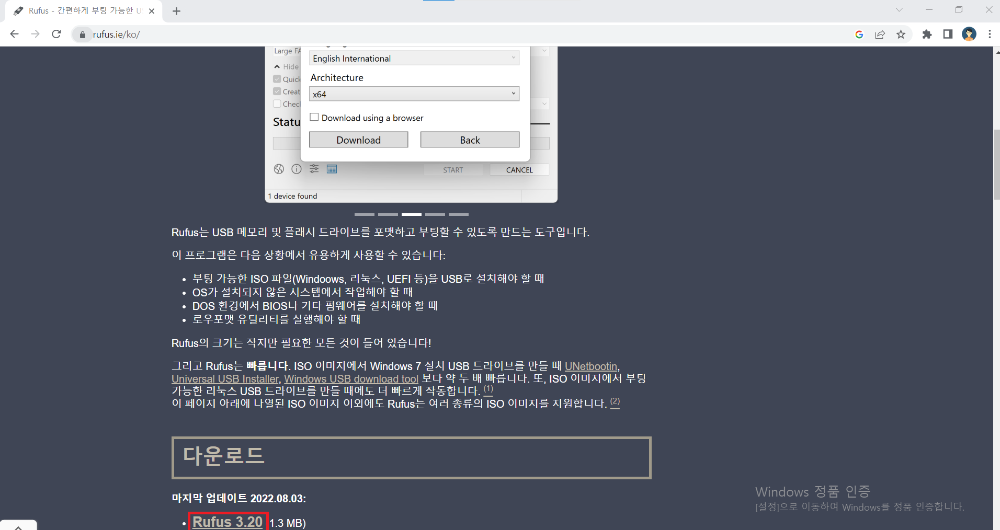 Rufus - 간편하게 부팅 가능한 U
rufus.ie/ko/
Large FA
English International
Hide
Architecture
Quick
x64
Creat
Chec
Download using a browser
Statu
Download
Back
START
CANCEL
1 device found
Rufus는 USB 메모리 및 플래시 드라이브를 포맷하고 부팅할 수 있도록 만드는 도구입니다.
이 프로그램은 다음 상황에서 유용하게 사용할 수 있습니다:
• 부팅 가능한 ISO 파일(Windoows, 리눅스, UEFI 등)을 USB로 설치해야 할 때
• OS가 설치되지 않은 시스템에서 작업해야 할 때
• DOS 환경에서 BIOS나 기타 펌웨어를 설치해야 할 때
• 로우포맷 유틸리티를 실행해야 할 때
Rufus의 크기는 작지만 필요한 모든 것이 들어 있습니다!
그리고 Rufus는 빠릅니다. ISO 이미지에서 Windows 7 설치 USB 드라이브를 만들 때 UNetbootin,
Universal USB Installer, Windows USB download tool 보다 약 두 배 빠릅니다. 또, ISO 이미지에서 부팅
가능한 리눅스 USB 드라이브를 만들 때에도 더 빠르게 작동합니다. (1)
이 페이지 아래에 나열된 ISO 이미지 이외에도 Rufus는 여러 종류의 ISO 이미지를 지원합니다. (2)
다운로드
마지막 업데이트 2022.08.03:
• Rufus 3.20 1.3 MB)
Windows 정품 인증
[설정]으로 이동하여 Windows를 정품 인증합니다.